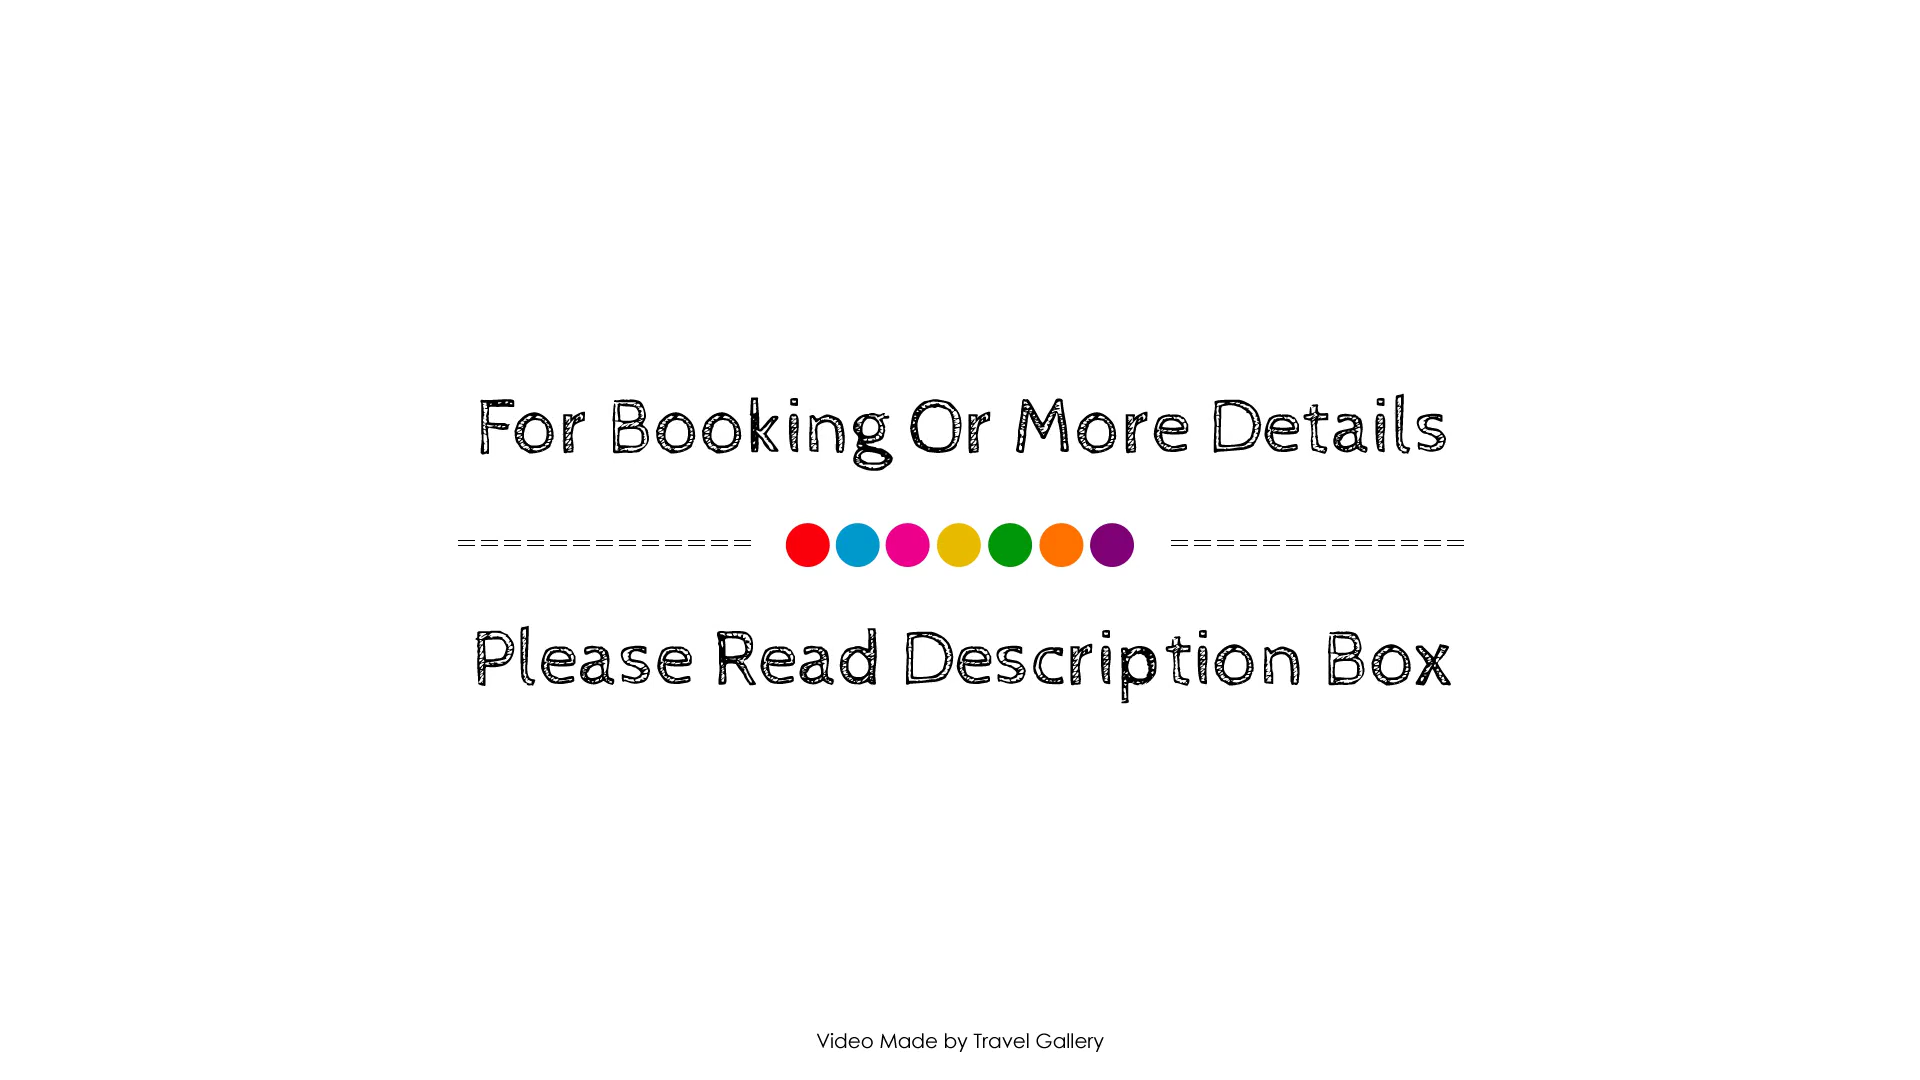 For Booking Or More Details
============= =============
Please Read Description Box
Video Made by Travel Gallery